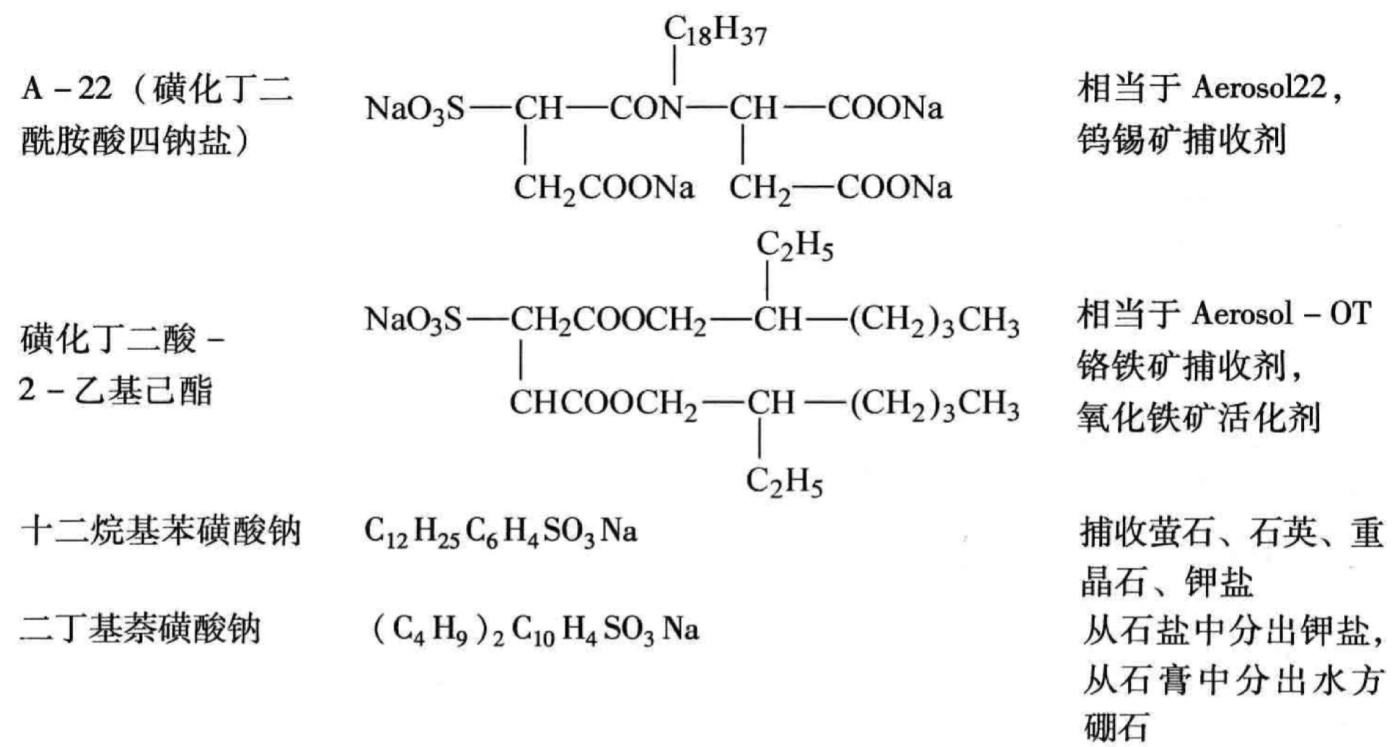 C₁₈H₃₇
A－22（磺化丁二
酰胺酸四钠盐）
NaO₃S—CH—CON—CH—COONa
CH₂COONa CH₂—COONa
相当于 Aerosol22，
钨锡矿捕收剂
C₂H₅
磺化丁二酸－
2－乙基己酯
NaO₃S—CH₂COOCH₂—CH—(CH₂)₃CH₃
CHCOOCH₂—CH—(CH₂)₃CH₃
C₂H₅
相当于 Aerosol－OT
铬铁矿捕收剂，
氧化铁矿活化剂
十二烷基苯磺酸钠 C₁₂H₂₅C₆H₄SO₃Na 捕收萤石、石英、重
晶石、钾盐
二丁基萘磺酸钠 (C₄H₉)₂C₁₀H₄SO₃Na 从石盐中分出钾盐，
从石膏中分出水方
硼石